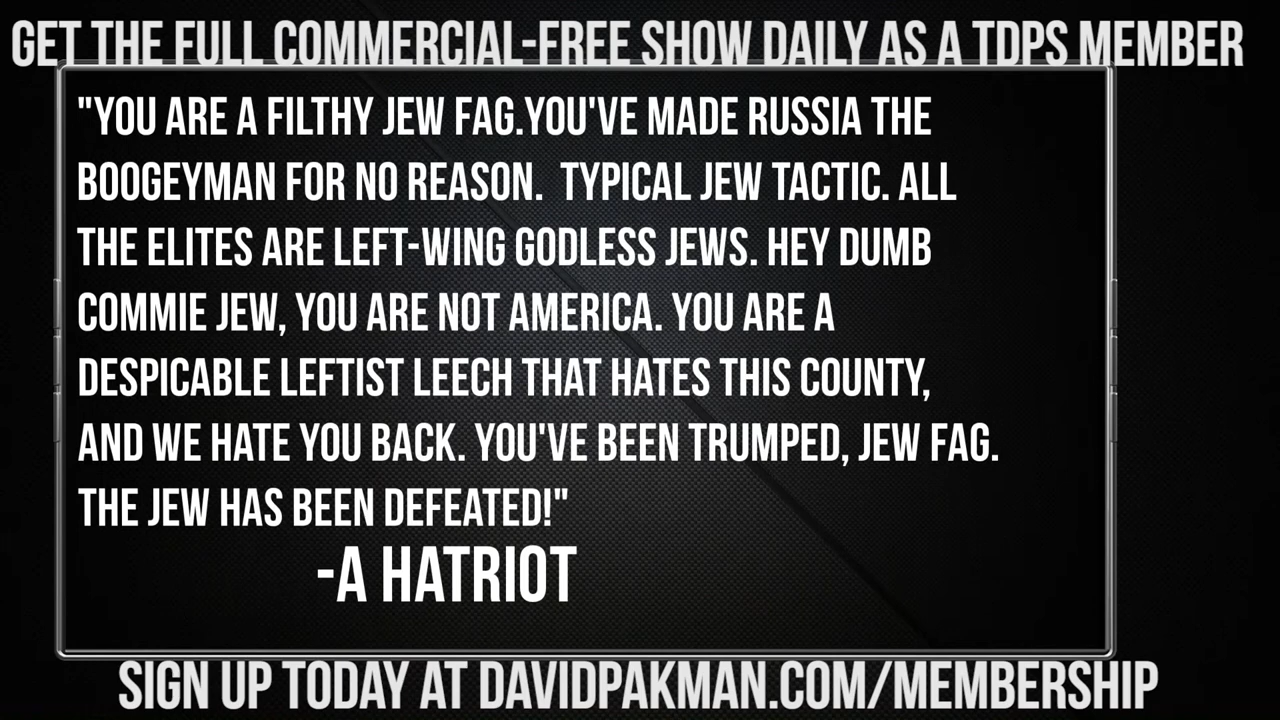 GET THE FULL COMMERCIAL-FREE SHOW DAILY AS A TDPS MEMBER
"YOU ARE A FILTHY JEW FAG.YOU'VE MADE RUSSIA THE
BOOGEYMAN FOR NO REASON.  TYPICAL JEW TACTIC. ALL
THE ELITES ARE LEFT-WING GODLESS JEWS. HEY DUMB
COMMIE JEW, YOU ARE NOT AMERICA. YOU ARE A
DESPICABLE LEFTIST LEECH THAT HATES THIS COUNTY,
AND WE HATE YOU BACK. YOU'VE BEEN TRUMPED, JEW FAG.
THE JEW HAS BEEN DEFEATED!"
-A HATRIOT
SIGN UP TODAY AT DAVIDPAKMAN.COM/MEMBERSHIP